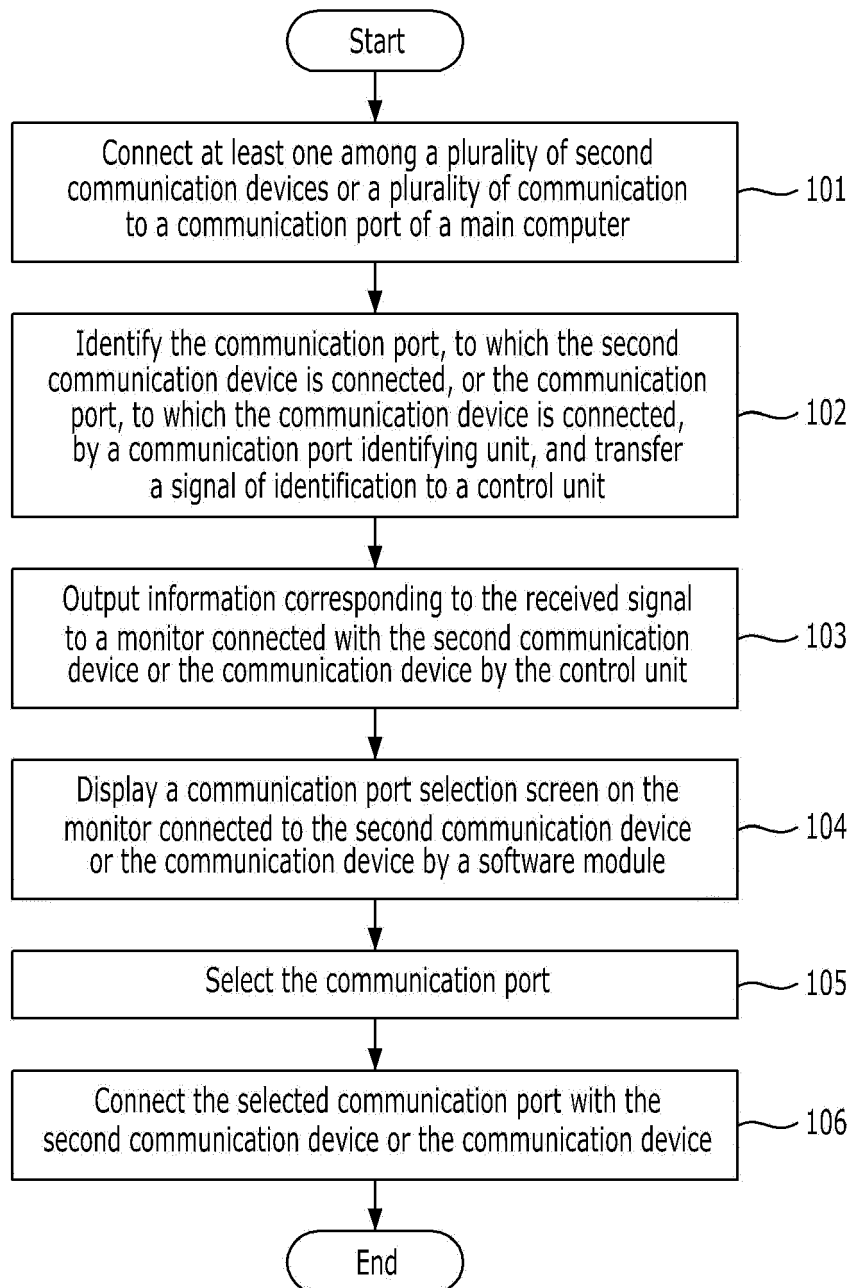 Start
Connect at least one among a plurality of second
communication devices or a plurality of communication
to a communication port of a main computer
101
Identify the communication port, to which the second
communication device is connected, or the communication
port, to which the communication device is connected,
by a communication port identifying unit, and transfer
a signal of identification to a control unit
102
Output information corresponding to the received signal
to a monitor connected with the second communication
device or the communication device by the control unit
103
Display a communication port selection screen on the
monitor connected to the second communication device
or the communication device by a software module
104
Select the communication port
105
Connect the selected communication port with the
second communication device or the communication device
106
End